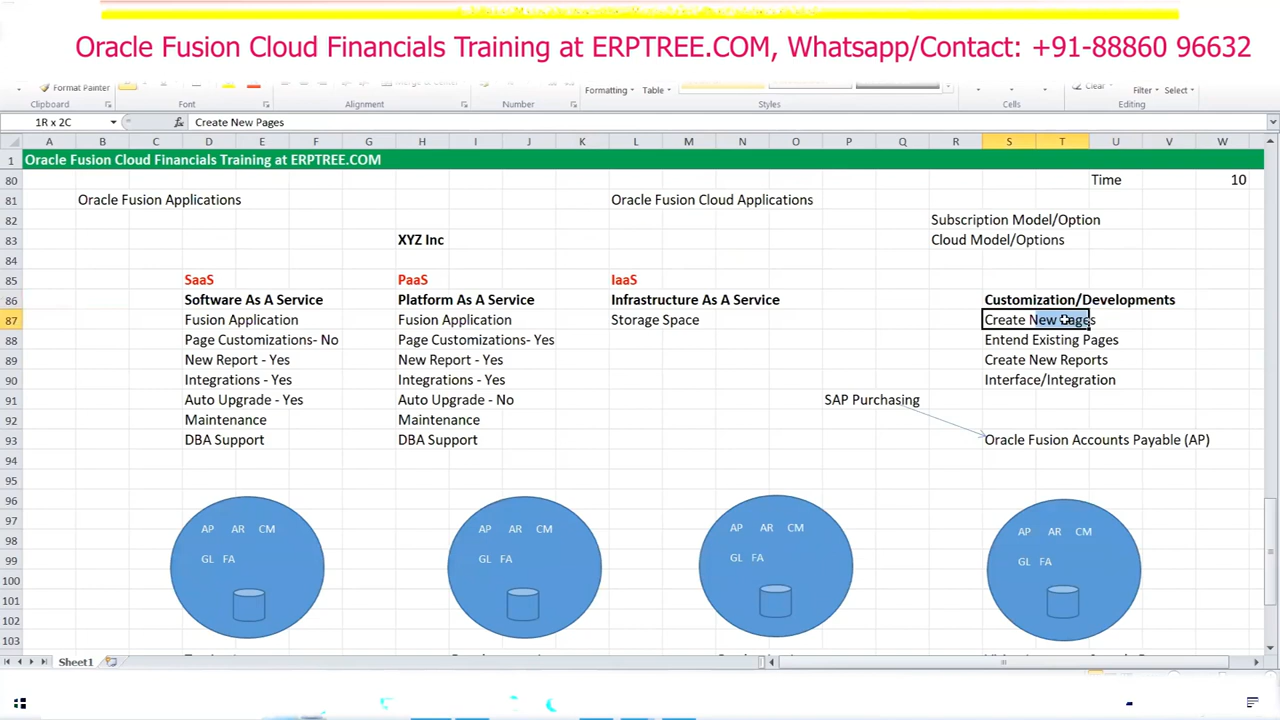 Oracle Fusion Cloud Financials Training at ERPTREE.COM, Whatsapp/Contact: +91-88860 96632
Format Painter
Formatting Table Clear Filter Select
Clipboard Font Alignment Number Styles Cells Editing
1R x 2C fx Create New Pages
A B C D E F G H I J L M N O P Q R S T U V W
1 Oracle Fusion Cloud Financials Training at ERPTREE.COM
80 Time 10
81 Oracle Fusion Applications Oracle Fusion Cloud Applications
82 Subscription Model/Option
83 XYZ Inc Cloud Model/Options
84
85 SaaS PaaS IaaS
86 Software As A Service Platform As A Service Infrastructure As A Service Customization/Developments
87 Fusion Application Fusion Application Storage Space Create New Pages
88 Page Customizations- No Page Customizations- Yes Entend Existing Pages
89 New Report - Yes New Report - Yes Create New Reports
90 Integrations - Yes Integrations - Yes Interface/Integration
91 Auto Upgrade - Yes Auto Upgrade - No SAP Purchasing
92 Maintenance Maintenance
93 DBA Support DBA Support Oracle Fusion Accounts Payable (AP)
94
95
96
97 AP AR CM AP AR CM AP AR CM AP AR CM
98
99 GL FA GL FA GL FA GL FA
100
101
102
103
Sheet1